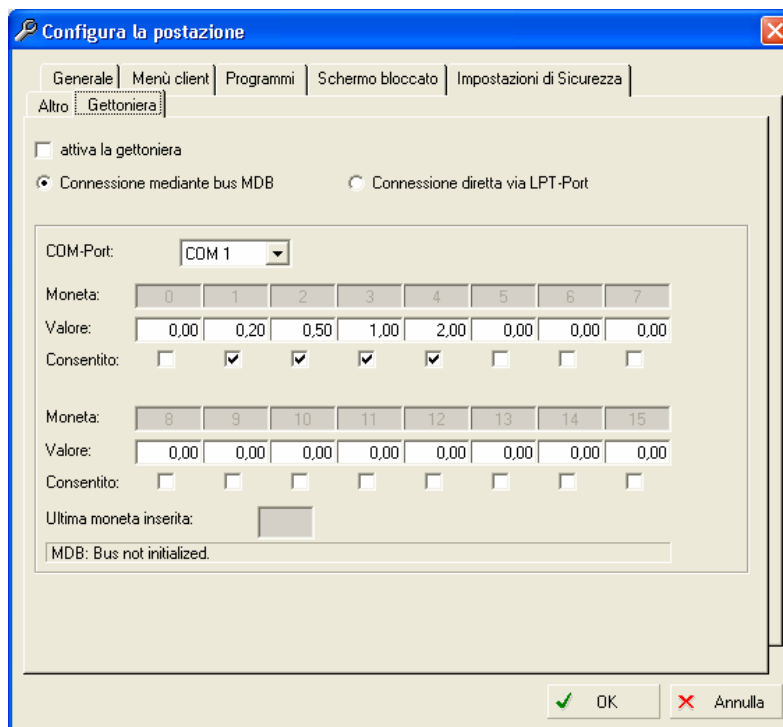 Configura la postazione
Generale Menù client Programmi Schermo bloccato Impostazioni di Sicurezza
Altro Gettoniera
attiva la gettoniera
Connessione mediante bus MDB Connessione diretta via LPT-Port
COM-Port: COM 1
Moneta: 0 1 2 3 4 5 6 7
Valore: 0,00 0,20 0,50 1,00 2,00 0,00 0,00 0,00
Consentito:
Moneta: 8 9 10 11 12 13 14 15
Valore: 0,00 0,00 0,00 0,00 0,00 0,00 0,00 0,00
Consentito:
Ultima moneta inserita:
MDB: Bus not initialized.
OK Annulla